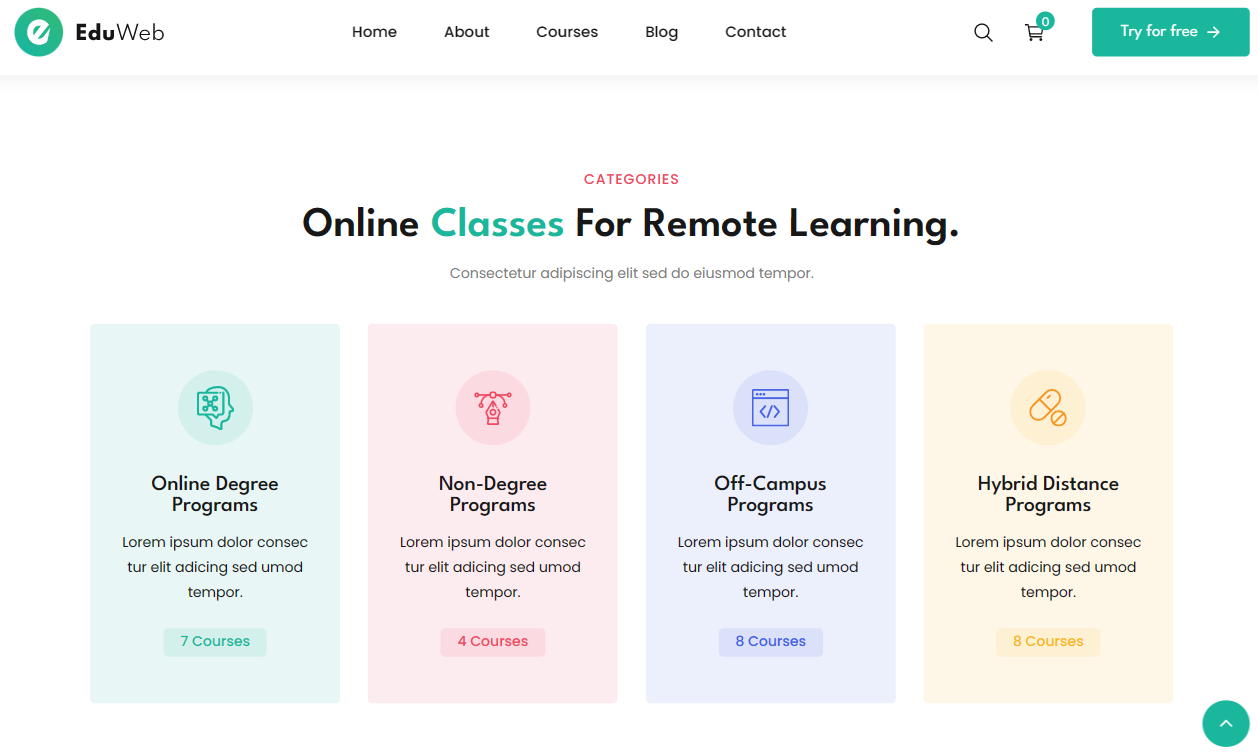 EduWeb
Home About Courses Blog Contact
0
Try for free →
CATEGORIES
Online Classes For Remote Learning.
Consectetur adipiscing elit sed do eiusmod tempor.
Online Degree
Programs
Lorem ipsum dolor consec
tur elit adicing sed umod
tempor.
7 Courses
Non-Degree
Programs
Lorem ipsum dolor consec
tur elit adicing sed umod
tempor.
4 Courses
Off-Campus
Programs
Lorem ipsum dolor consec
tur elit adicing sed umod
tempor.
8 Courses
Hybrid Distance
Programs
Lorem ipsum dolor consec
tur elit adicing sed umod
tempor.
8 Courses